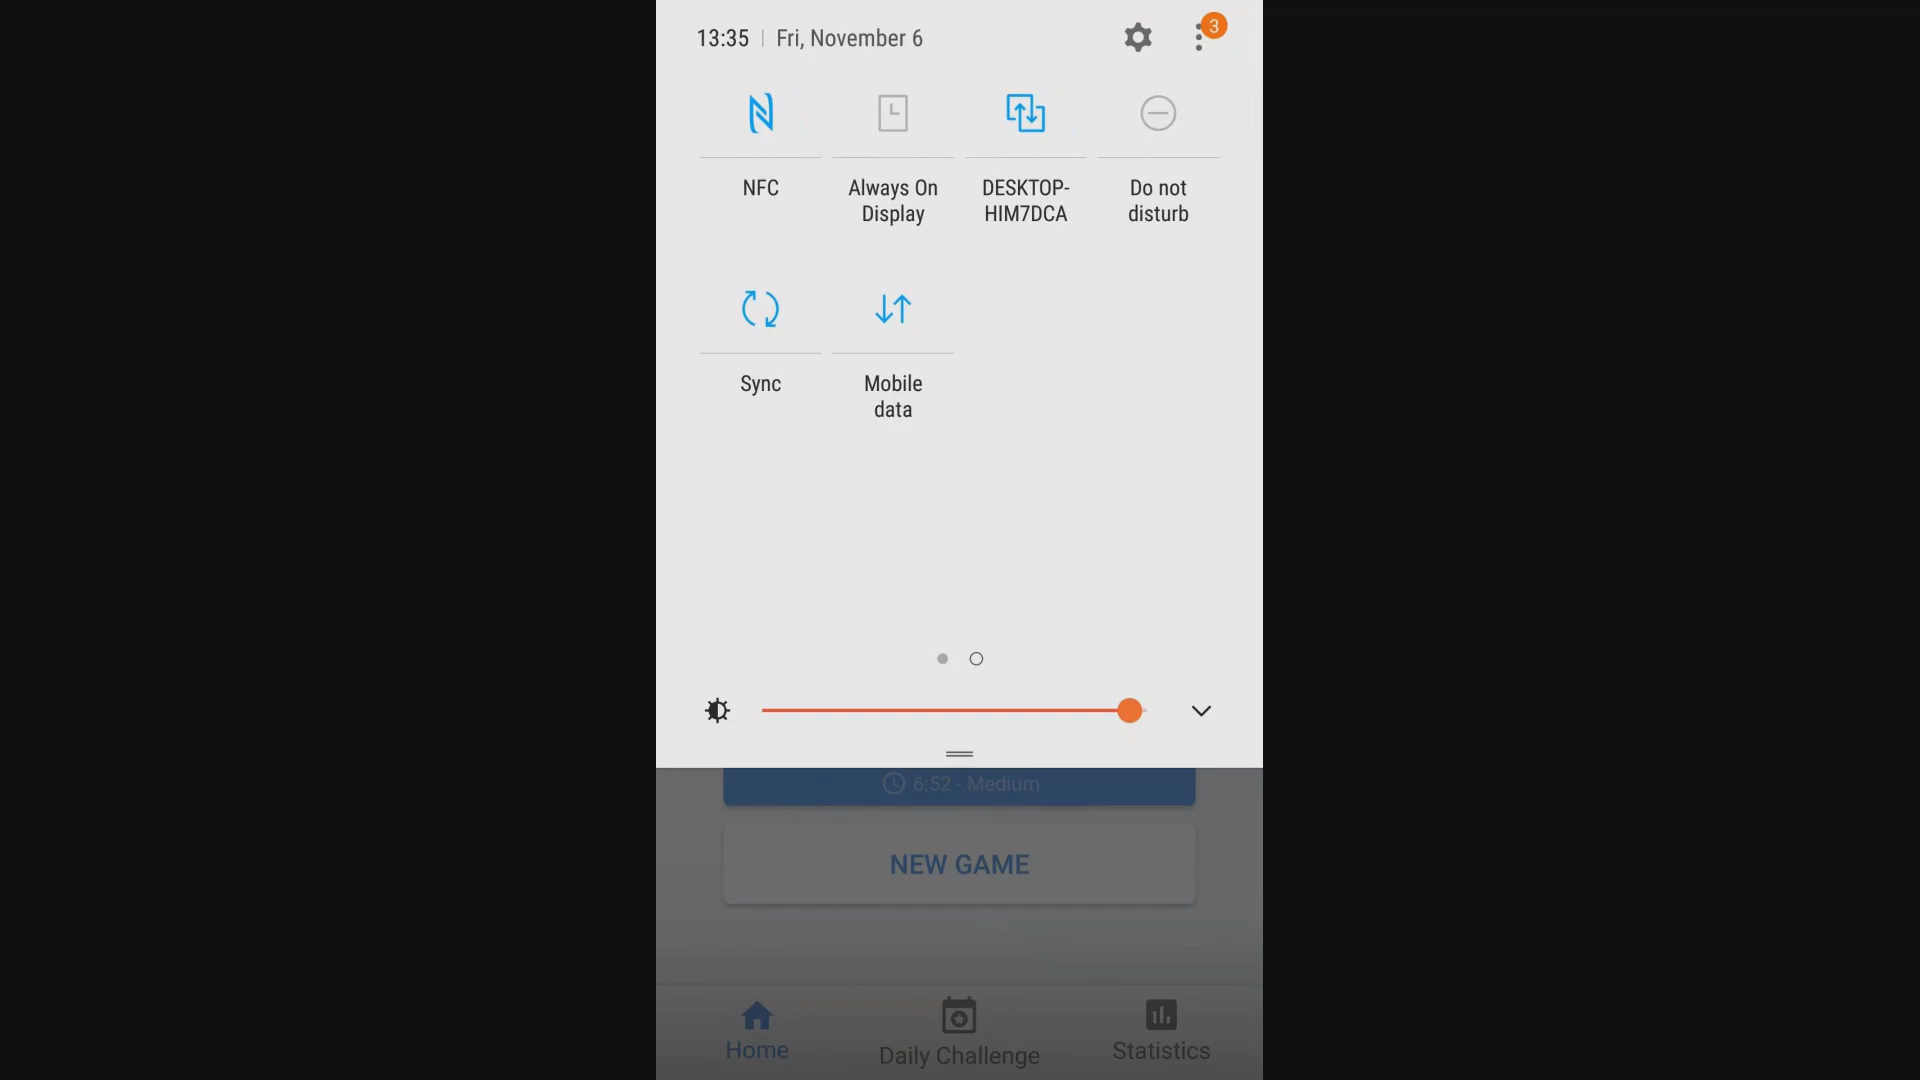 13:35 | Fri, November 6
3
NFC
Always On
Display
DESKTOP-
HIM7DCA
Do not
disturb
Sync
Mobile
data
6:52 - Medium
NEW GAME
Home
Daily Challenge
Statistics